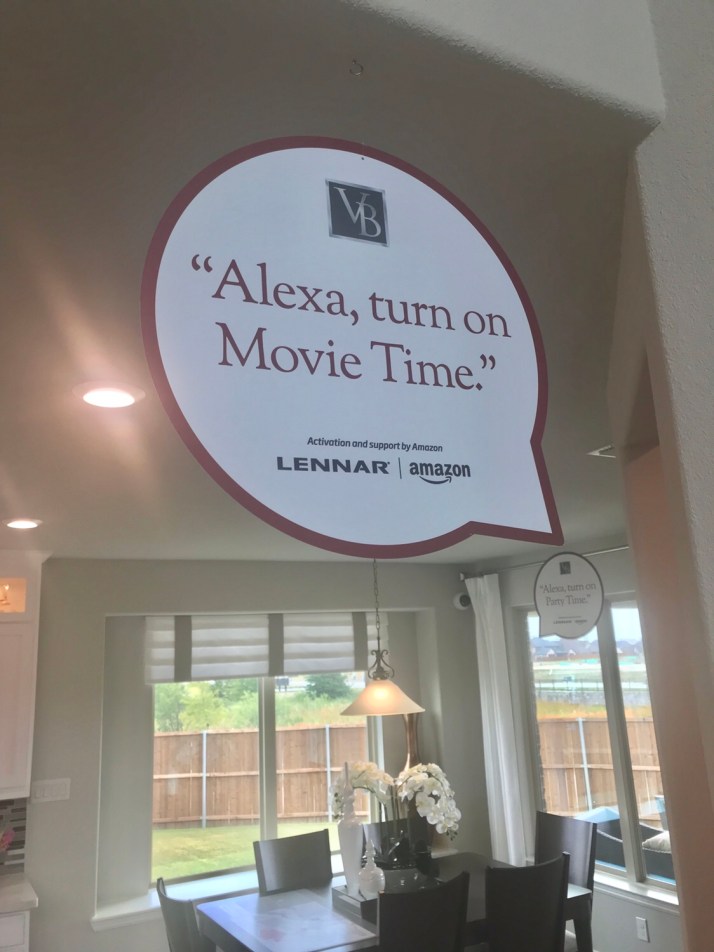 VB
“Alexa, turn on
Movie Time.”
Activation and support by Amazon
LENNAR | amazon
“Alexa, turn on
Party Time.”